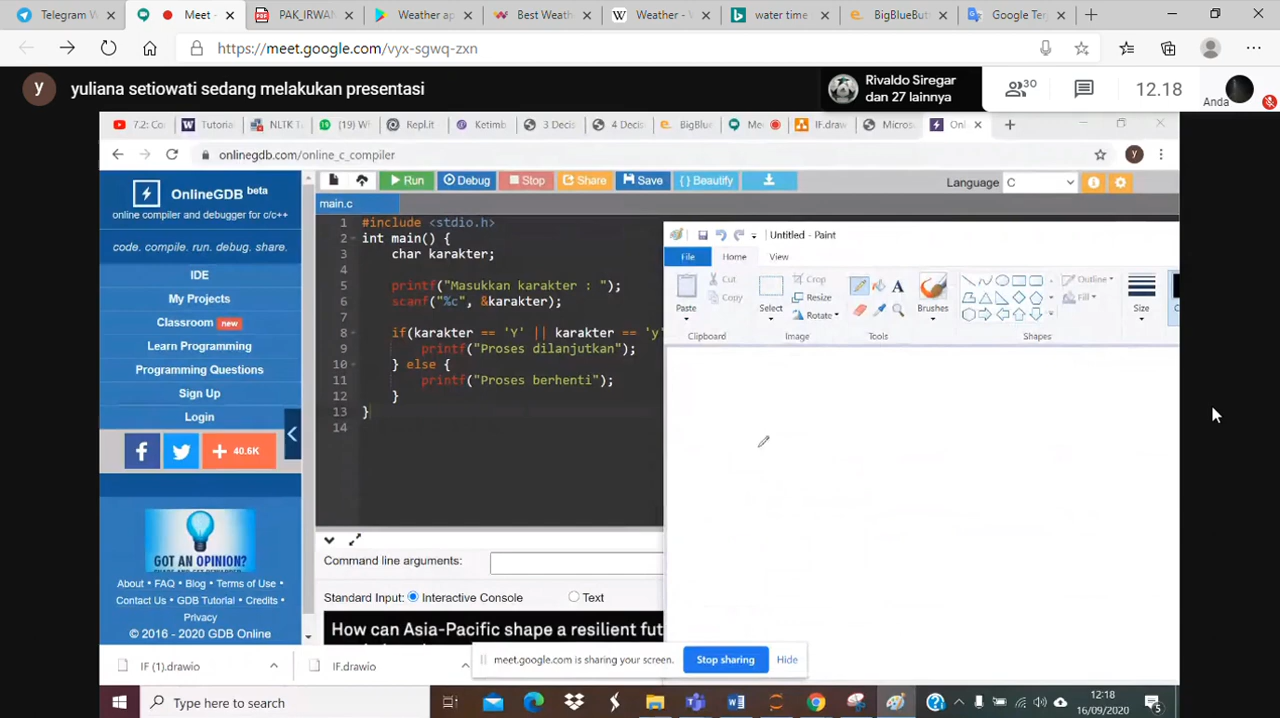 Telegram W
Meet -
PAK_IRWAN
Weather ap
Best Weath
Weather - W
water time
BigBlueButt
Google Ter
https://meet.google.com/vyx-sgwq-zxn
y
yuliana setiowati sedang melakukan presentasi
Rivaldo Siregar
dan 27 lainnya
30
12.18
Anda
7.2: Co
Tutoria
NLTK T
(19) W
Repl.it
Ketimb
3 Decis
4 Decis
BigBlu
Meet
IF.draw
Micros
Onl
onlinegdb.com/online_c_compiler
y
OnlineGDB beta
online compiler and debugger for c/c++
code. compile. run. debug. share.
IDE
My Projects
Classroom new
Learn Programming
Programming Questions
Sign Up
Login
40.6K
GOT AN OPINION?
About • FAQ • Blog • Terms of Use •
Contact Us • GDB Tutorial • Credits •
Privacy
© 2016 - 2020 GDB Online
Run
Debug
Stop
Share
Save
{ } Beautify
Language C
main.c
1 #include <stdio.h>
2 int main() {
3 char karakter;
4
5 printf("Masukkan karakter : ");
6 scanf("%c", &karakter);
7
8 if(karakter == 'Y' || karakter == 'y'
9 printf("Proses dilanjutkan");
10 } else {
11 printf("Proses berhenti");
12 }
13 }
14
Command line arguments:
Standard Input: Interactive Console Text
How can Asia-Pacific shape a resilient fut
Untitled - Paint
File Home View
Paste
Cut
Copy
Clipboard
Select
Crop
Resize
Rotate
Image
A
Tools
Brushes
Outline
Fill
Shapes
Size
meet.google.com is sharing your screen.
Stop sharing
Hide
IF (1).drawio
IF.drawio
Type here to search
12:18
16/09/2020
5